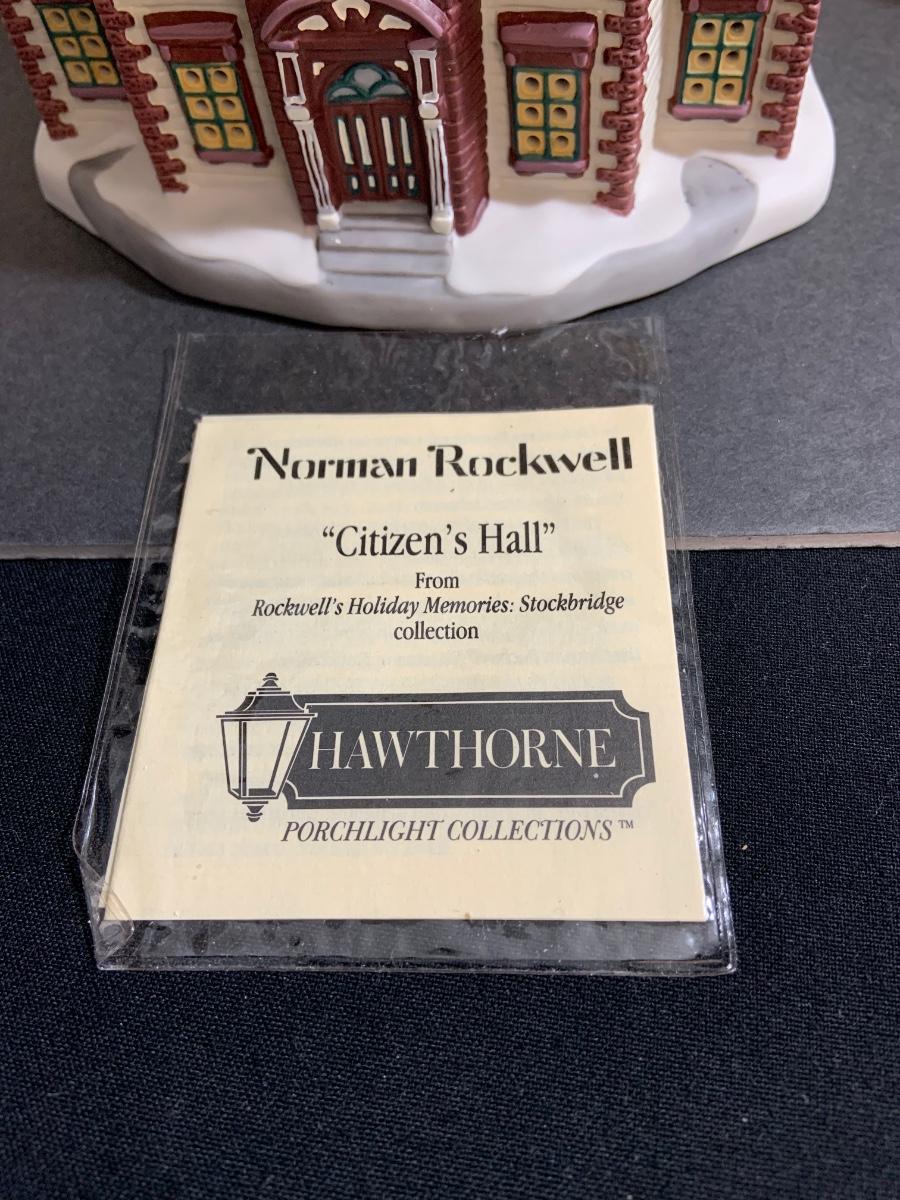 Norman Rockwell
“Citizen’s Hall”
From
Rockwell’s Holiday Memories: Stockbridge
collection
HAWTHORNE
PORCHLIGHT COLLECTIONS™